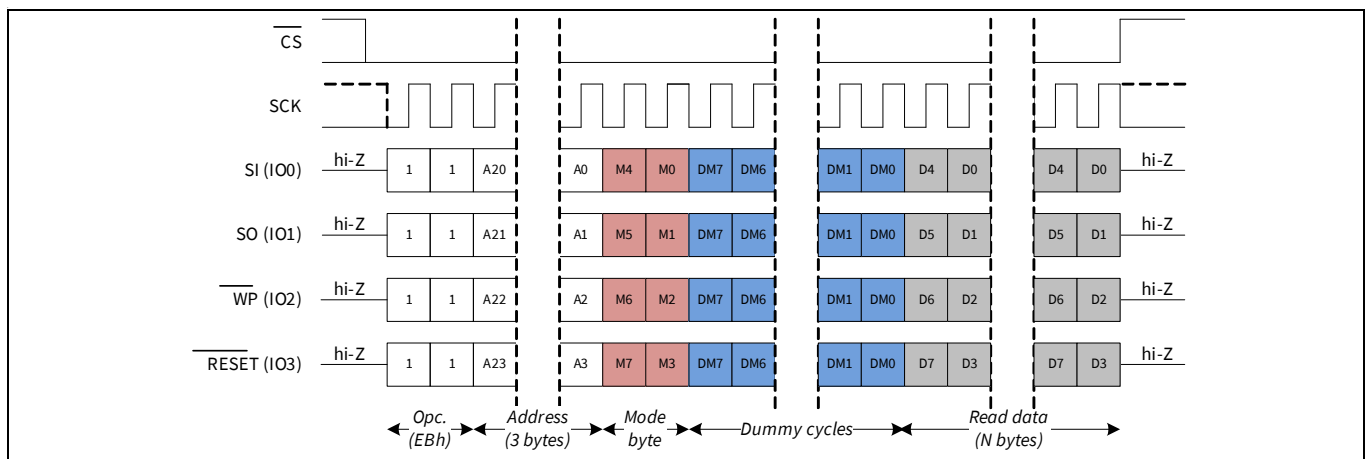 CS
SCK
SI (IO0) hi-Z 1 1 A20 A0 M4 M0 DM7 DM6 DM1 DM0 D4 D0 D4 D0 hi-Z
SO (IO1) hi-Z 1 1 A21 A1 M5 M1 DM7 DM6 DM1 DM0 D5 D1 D5 D1 hi-Z
WP (IO2) hi-Z 1 1 A22 A2 M6 M2 DM7 DM6 DM1 DM0 D6 D2 D6 D2 hi-Z
RESET (IO3) hi-Z 1 1 A23 A3 M7 M3 DM7 DM6 DM1 DM0 D7 D3 D7 D3 hi-Z
Opc. Address Mode Dummy cycles Read data
(EBh) (3 bytes) byte (N bytes)